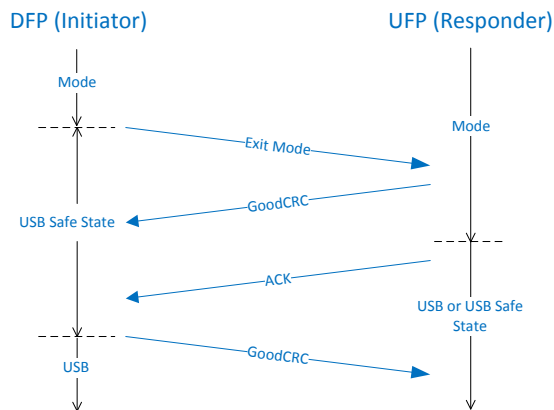 DFP (Initiator)
UFP (Responder)
Mode
Mode
Exit Mode
GoodCRC
USB Safe State
ACK
USB or USB Safe
State
GoodCRC
USB